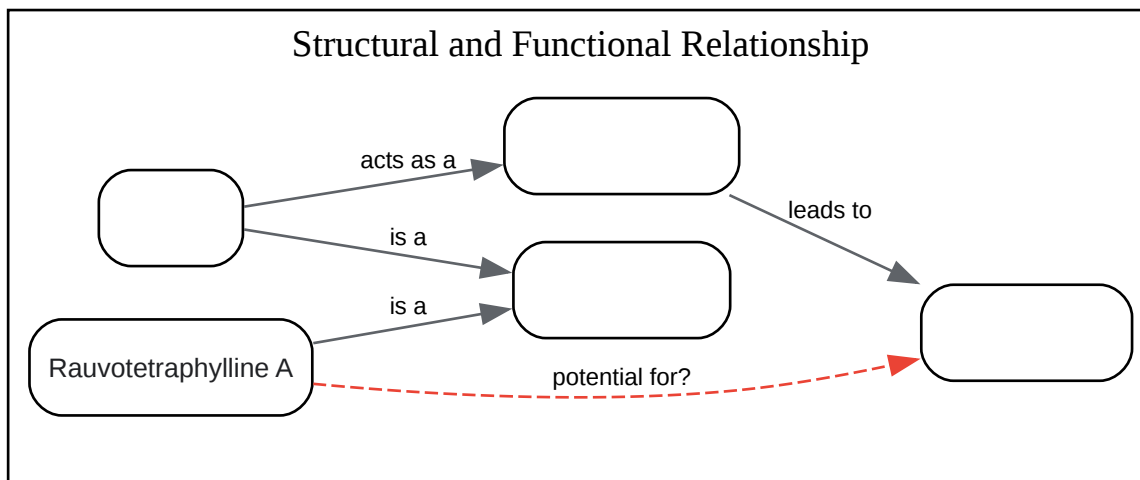 Structural and Functional Relationship
acts as a
leads to
is a
is a
Rauvotetraphylline A
potential for?